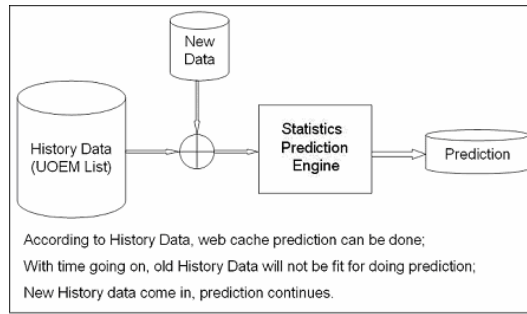 New
Data
History Data
(UOEM List)
Statistics
Prediction
Engine
Prediction
According to History Data, web cache prediction can be done;
With time going on, old History Data will not be fit for doing prediction;
New History data come in, prediction continues.